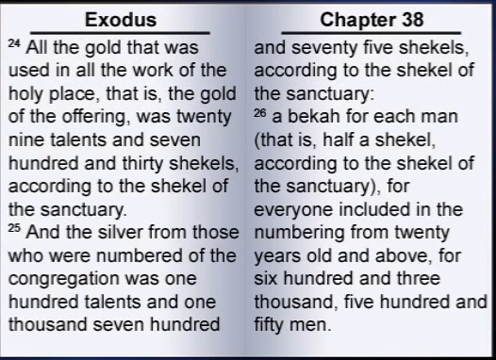 Exodus
24 All the gold that was
used in all the work of the
holy place, that is, the gold
of the offering, was twenty
nine talents and seven
hundred and thirty shekels,
according to the shekel of
the sanctuary.
25 And the silver from those
who were numbered of the
congregation was one
hundred talents and one
thousand seven hundred
Chapter 38
and seventy five shekels,
according to the shekel of
the sanctuary:
26 a bekah for each man
(that is, half a shekel,
according to the shekel of
the sanctuary), for
everyone included in the
numbering from twenty
years old and above, for
six hundred and three
thousand, five hundred and
fifty men.